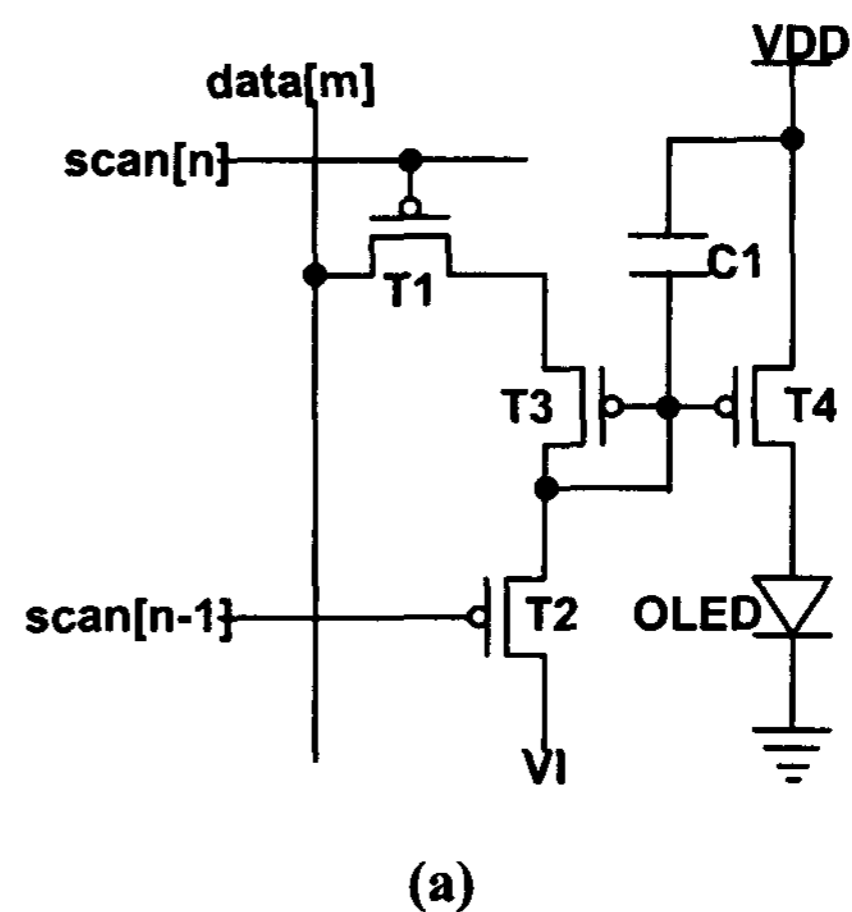 VDD
data[m]
scan[n]
C1
T1
T3
T4
scan[n-1]
T2
OLED
VI
(a)